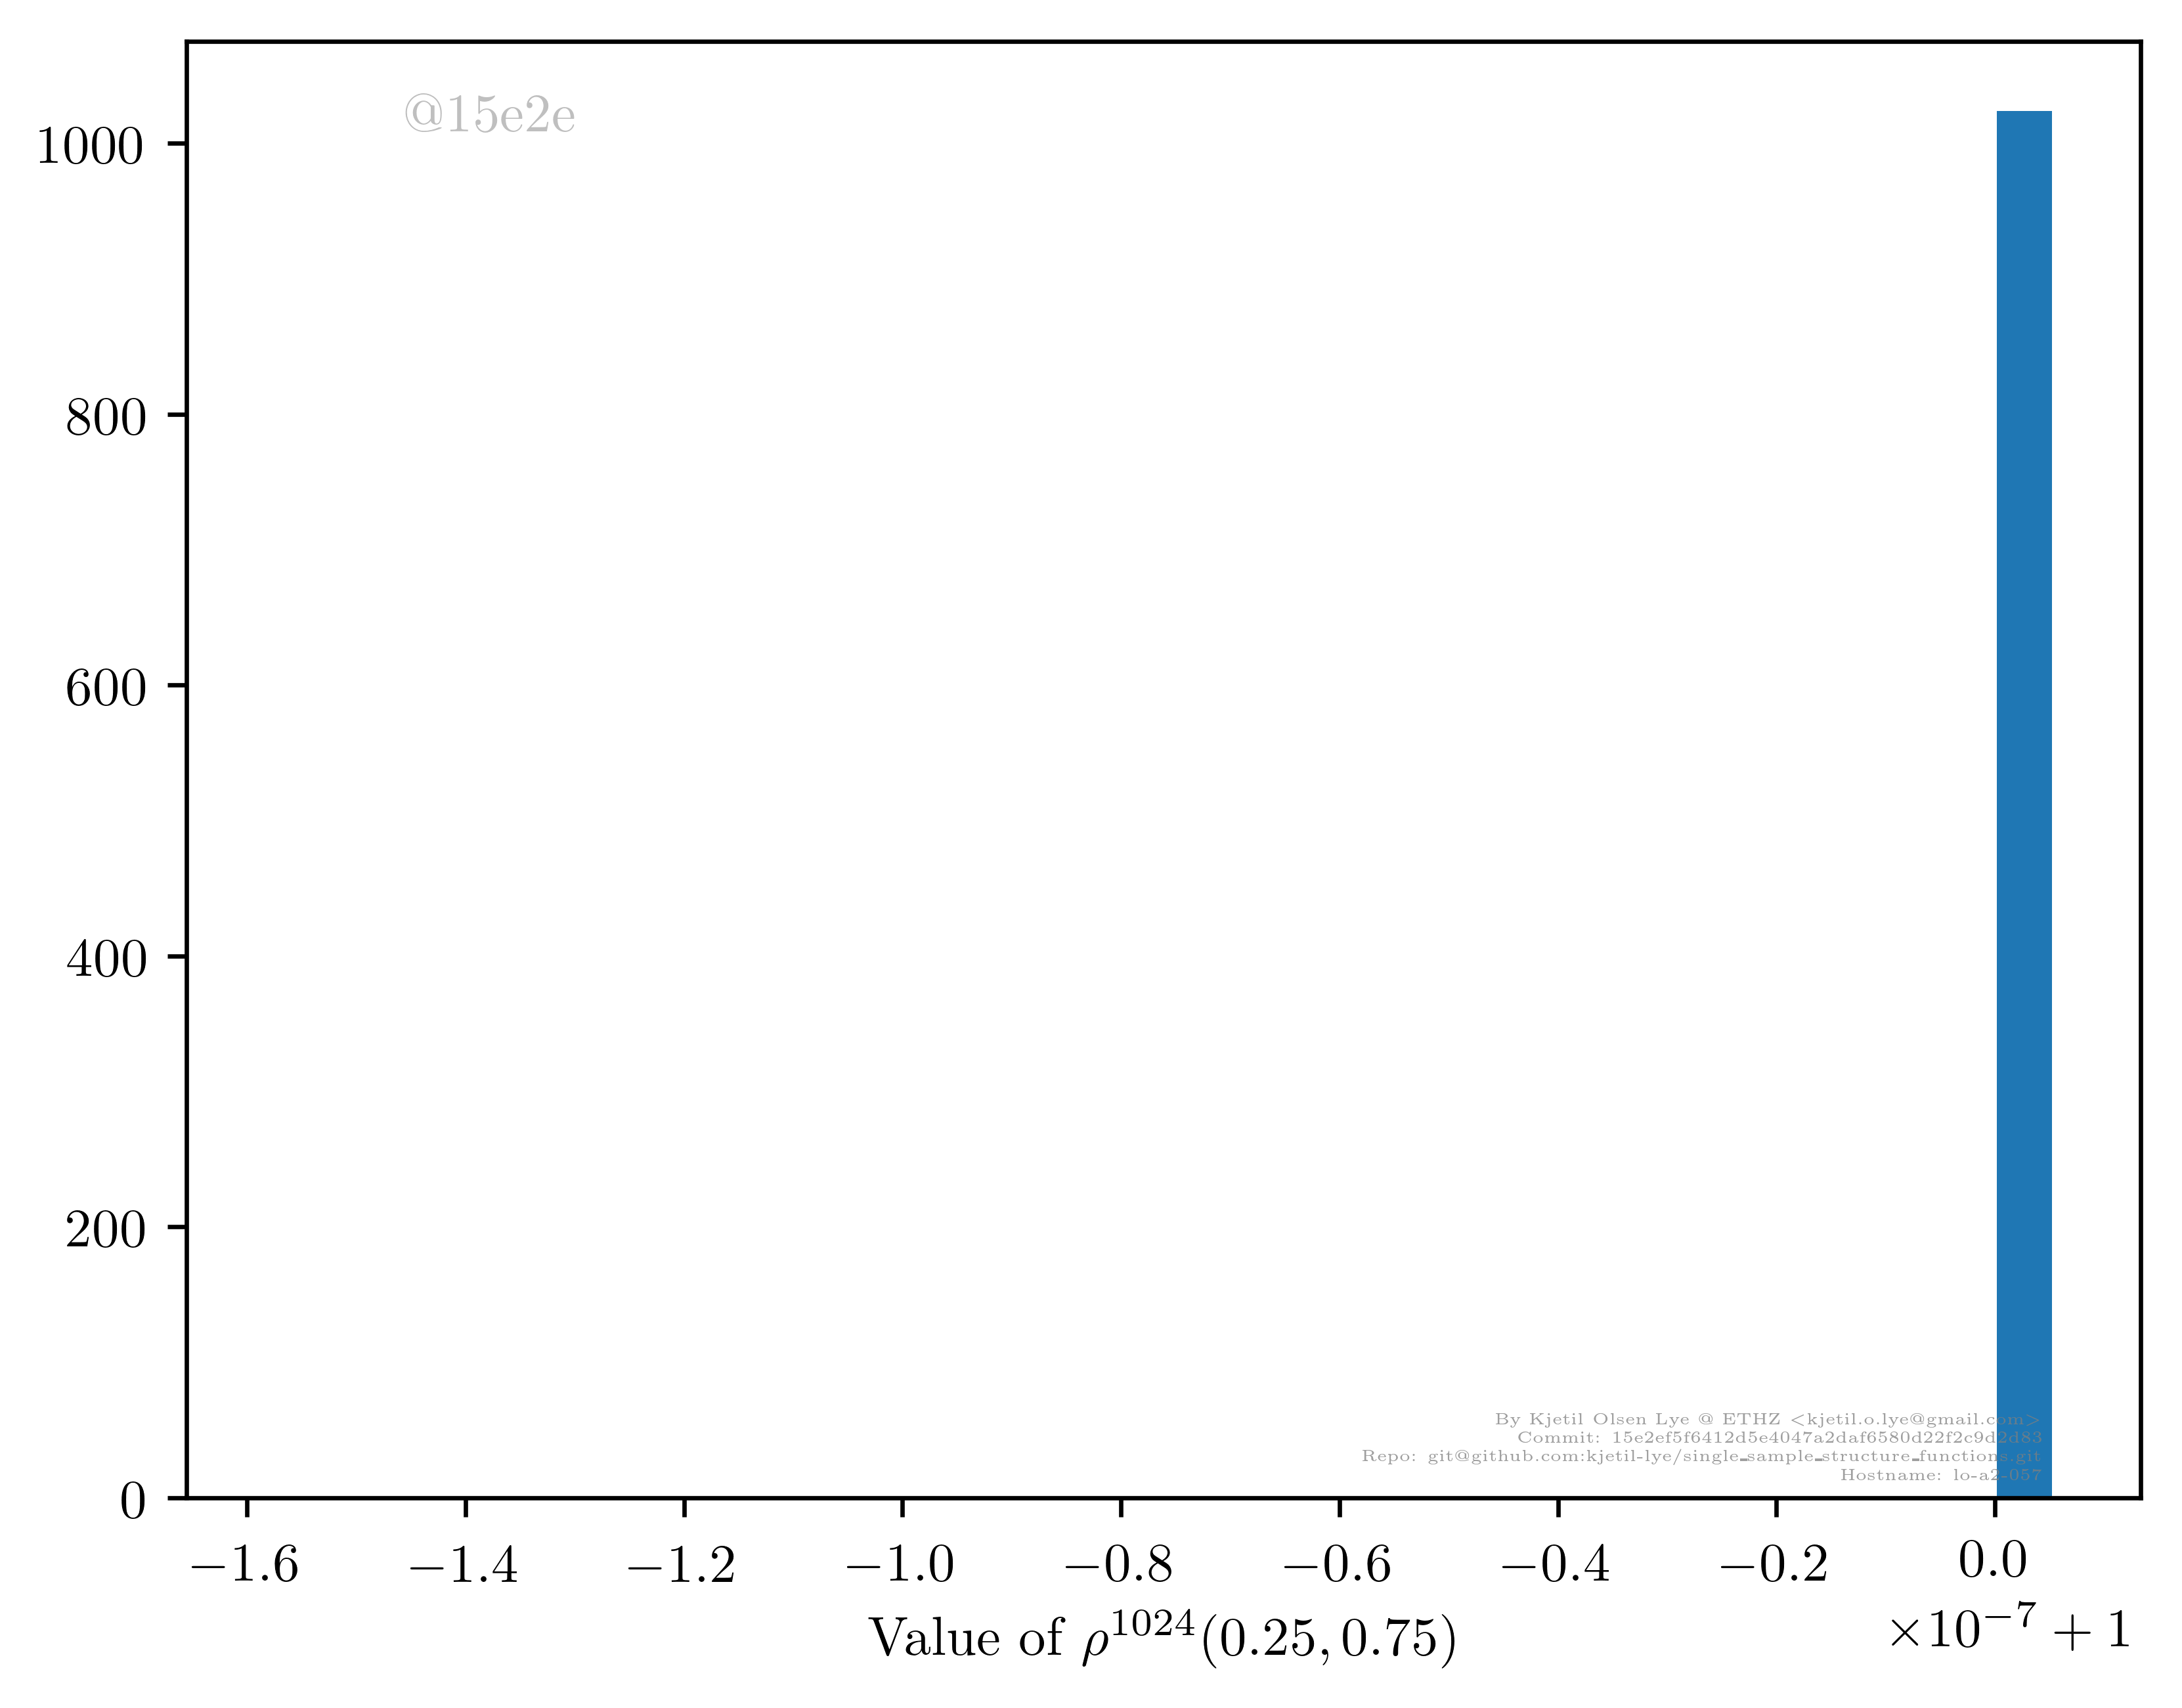 @15e2e
1000
800
600
400
200
0
By Kjetil Olsen Lye @ ETHZ <kjetil.o.lye@gmail.com>
Commit: 15e2ef5f6412d5e4047a2daf6580d22f2c9d2d83
Repo: git@github.com:kjetil-lye/single_sample_structure_functions.git
Hostname: lo-a2-057
−1.6 −1.4 −1.2 −1.0 −0.8 −0.6 −0.4 −0.2 0.0
×10⁻⁷ + 1
Value of ρ¹⁰²⁴(0.25, 0.75)